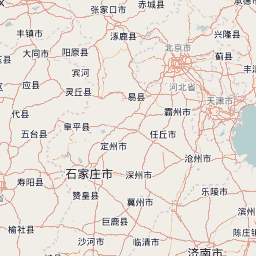 张家口市
赤城县
承德市
丰镇市
涿鹿县
兴隆县
北京市
大同市
阳原县
蓟县
滨河
河北省
应县
灵丘县
易县
天津市
霸州市
代县
阜平县
五台县
任丘市
定州市
沧州市
石家庄市
深州市
寿阳县
赞皇县
乐陵市
冀州市
滨州
榆社县
巨鹿县
陈庄镇
沙河市
临清市
济南市